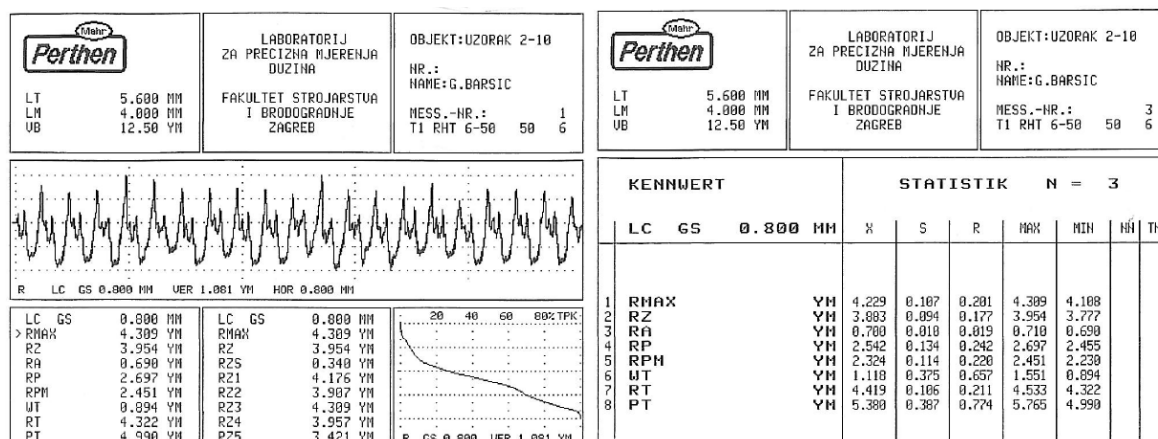 Mahr
Perthen
LT 5.600 MM
LM 4.000 MM
VB 12.50 YM
LABORATORIJ
ZA PRECIZNA MJERENJA
DUZINA
FAKULTET STROJARSTVA
I BRODOGRADNJE
ZAGREB
OBJEKT:UZORAK 2-10
NR.:
NAME:G.BARSIC
MESS.-NR.: 1
T1 RHT 6-50 50 6
R LC GS 0.800 MM VER 1.081 YM HOR 0.800 MM
LC GS 0.800 MM
>RMAX 4.309 YM
RZ 3.954 YM
RA 0.690 YM
RP 2.697 YM
RPM 2.451 YM
WT 0.894 YM
RT 4.322 YM
PT 4.990 YM
LC GS 0.800 MM
RMAX 4.309 YM
RZ 3.954 YM
RZS 0.340 YM
RZ1 4.176 YM
RZ2 3.907 YM
RZ3 4.309 YM
RZ4 3.957 YM
RZ5 3.421 YM
20 40 60 80%TPK
R GS 0.800 VER 1.081 YM
Mahr
Perthen
LT 5.600 MM
LM 4.000 MM
VB 12.50 YM
LABORATORIJ
ZA PRECIZNA MJERENJA
DUZINA
FAKULTET STROJARSTVA
I BRODOGRADNJE
ZAGREB
OBJEKT:UZORAK 2-10
NR.:
NAME:G.BARSIC
MESS.-NR.: 3
T1 RHT 6-50 50 6
KENNWERT STATISTIK N = 3
LC GS 0.800 MM X S R MAX MIN NN
1 RMAX YM 4.229 0.107 0.201 4.309 4.108
2 RZ YM 3.883 0.094 0.177 3.954 3.777
3 RA YM 0.700 0.010 0.019 0.710 0.690
4 RP YM 2.542 0.134 0.242 2.697 2.455
5 RPM YM 2.324 0.114 0.220 2.451 2.230
6 WT YM 1.118 0.375 0.657 1.551 0.894
7 RT YM 4.419 0.106 0.211 4.533 4.322
8 PT YM 5.380 0.387 0.774 5.765 4.990